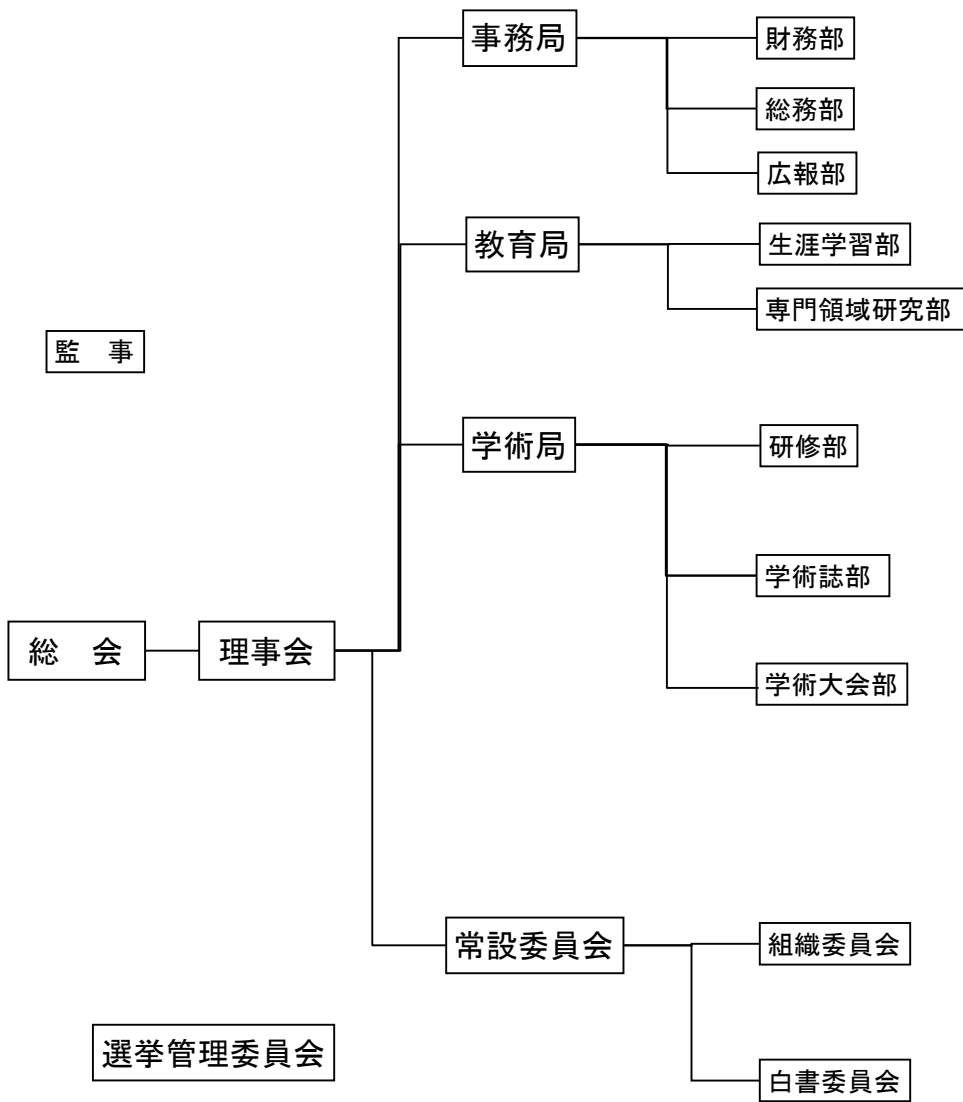 事務局
財務部
総務部
広報部
教育局
生涯学習部
専門領域研究部
監　事
学術局
研修部
学術誌部
総　会
理事会
学術大会部
常設委員会
組織委員会
選挙管理委員会
白書委員会